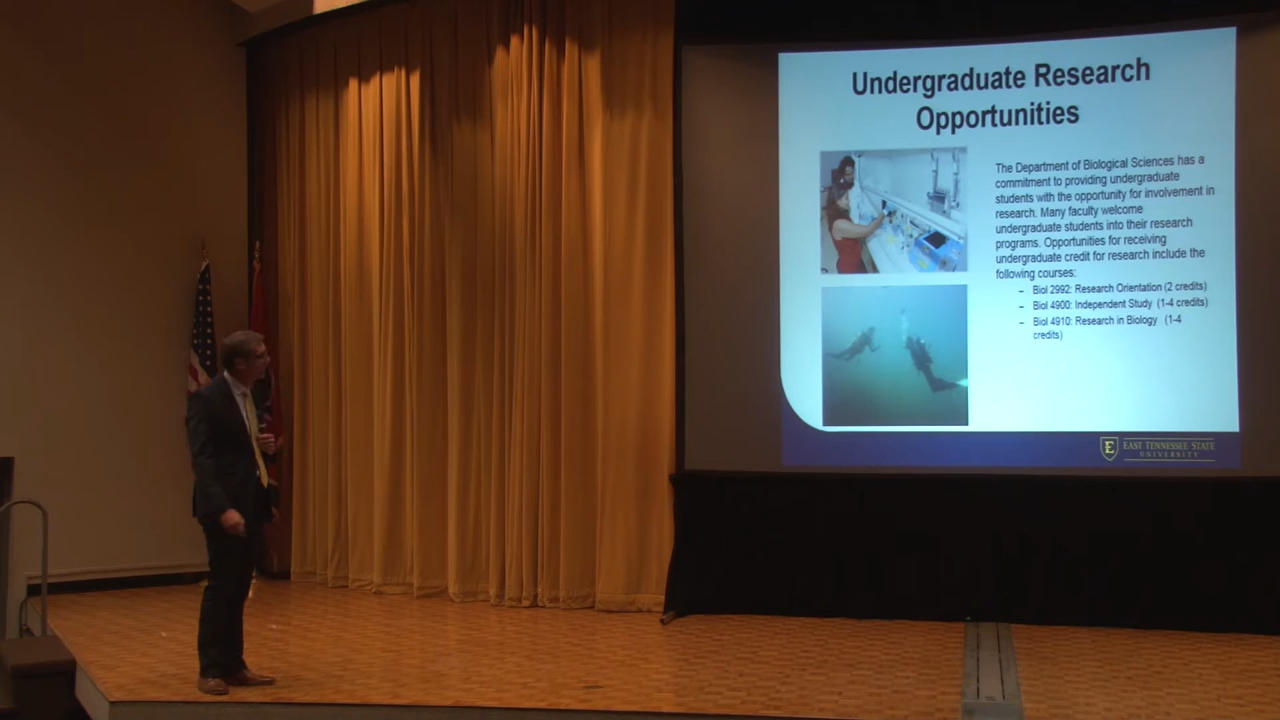 Undergraduate Research
Opportunities
The Department of Biological Sciences has a
commitment to providing undergraduate
students with the opportunity for involvement in
research. Many faculty welcome
undergraduate students into their research
programs. Opportunities for receiving
undergraduate credit for research include the
following courses:
– Biol 2992: Research Orientation (2 credits)
– Biol 4900: Independent Study (1-4 credits)
– Biol 4910: Research in Biology (1-4
credits)
E
EAST TENNESSEE STATE
UNIVERSITY